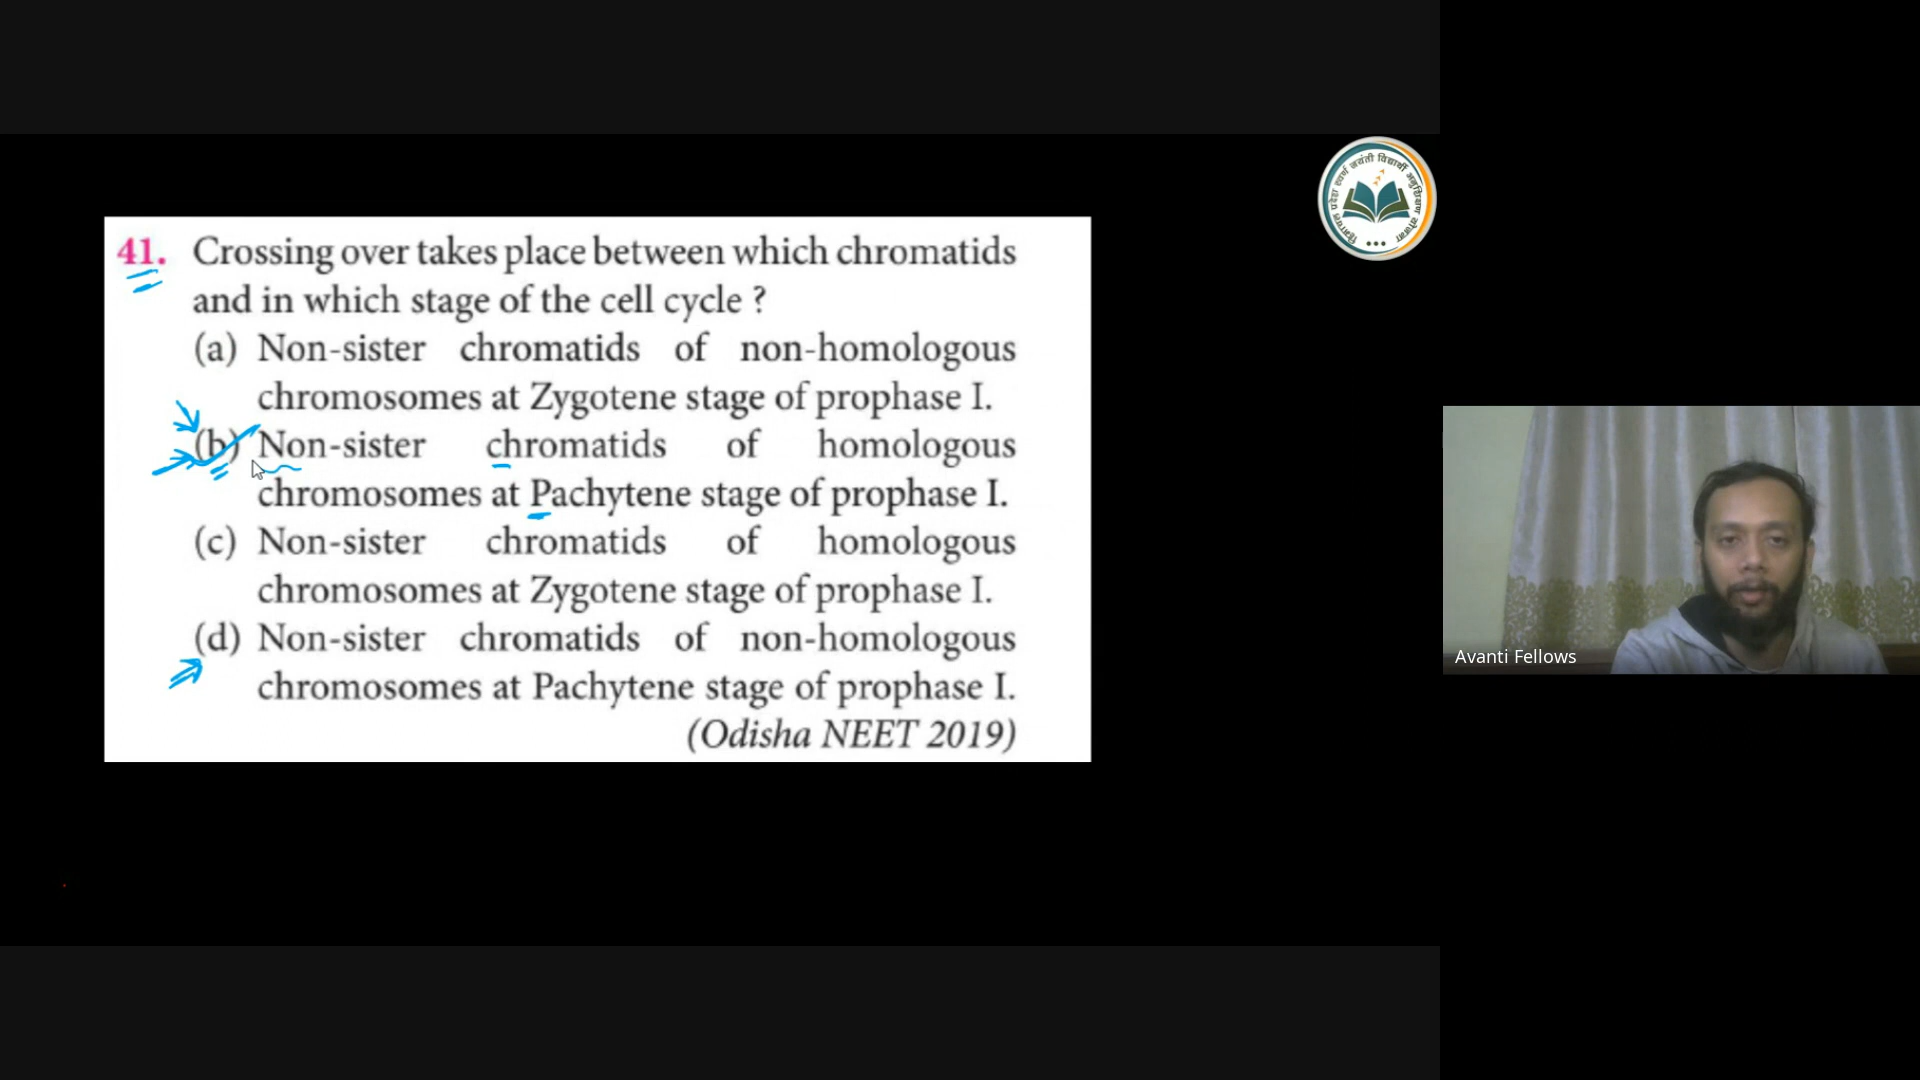 41. Crossing over takes place between which chromatids
and in which stage of the cell cycle ?
(a) Non-sister chromatids of non-homologous
chromosomes at Zygotene stage of prophase I.
(b) Non-sister chromatids of homologous
chromosomes at Pachytene stage of prophase I.
(c) Non-sister chromatids of homologous
chromosomes at Zygotene stage of prophase I.
(d) Non-sister chromatids of non-homologous
chromosomes at Pachytene stage of prophase I.
(Odisha NEET 2019)
Avanti Fellows